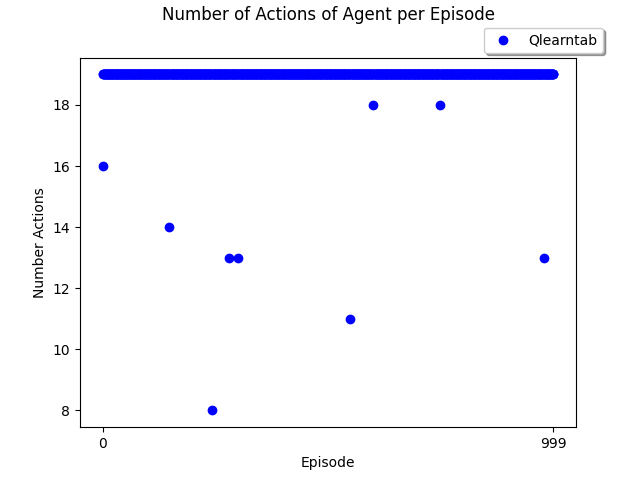 Number of Actions of Agent per Episode
Qlearntab
18
16
14
12
10
8
Number Actions
0
999
Episode